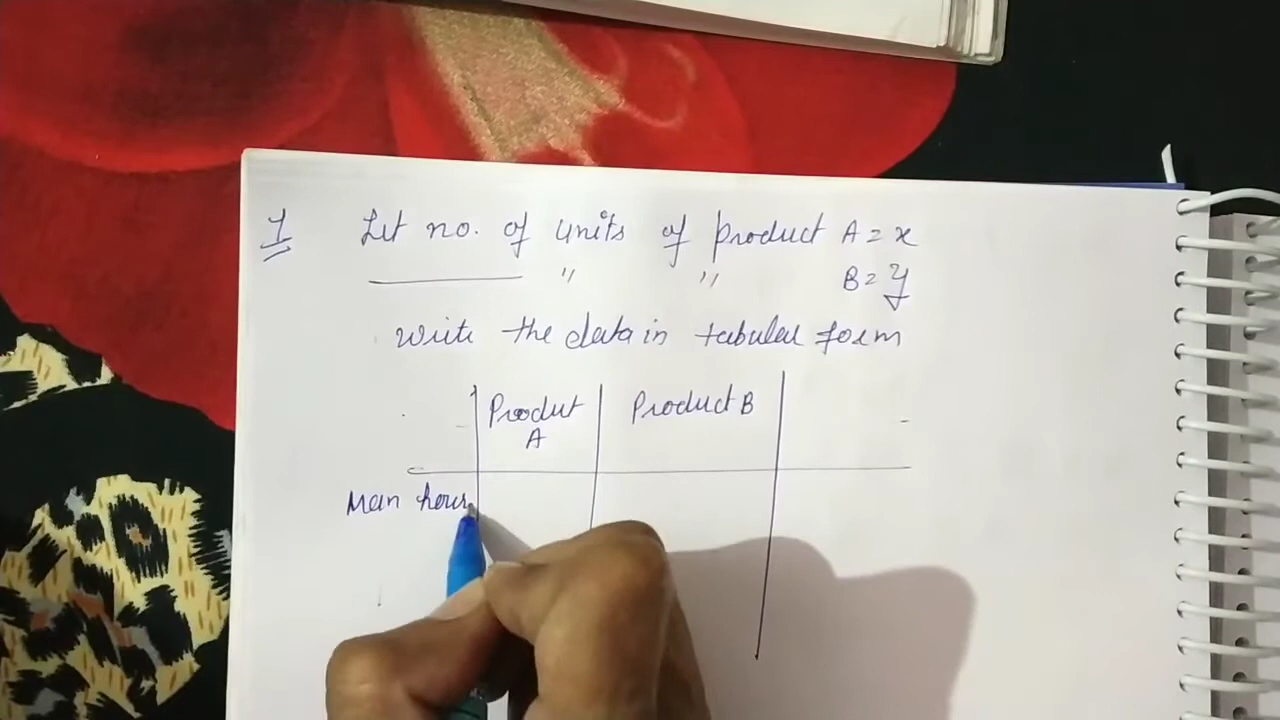 1 Let no. of units of product A = x
———— " " B = y
write the data in tabular form
Product A Product B
Man hours